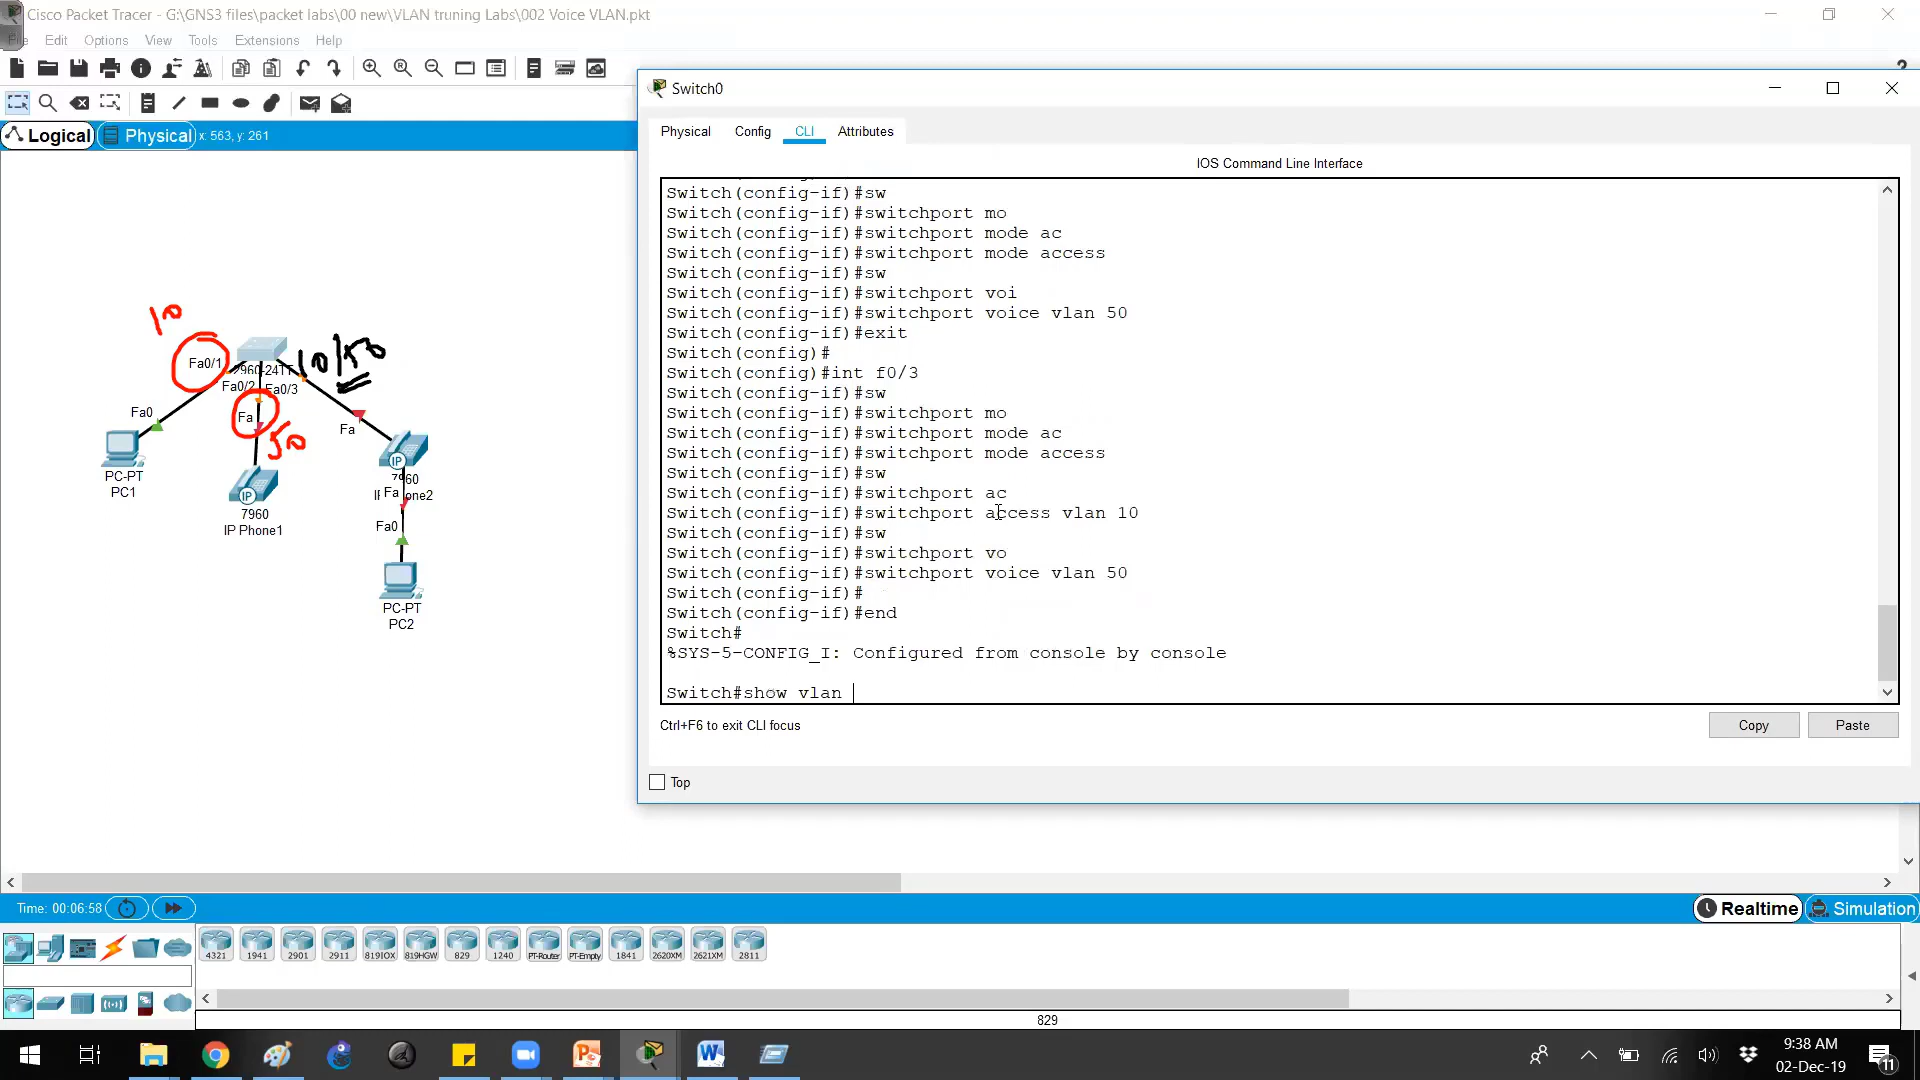 Cisco Packet Tracer - G:\GNS3 files\packet labs\00 new\VLAN truning Labs\002 Voice VLAN.pkt
File Edit Options View Tools Extensions Help
Logical Physical x: 563, y: 261
Switch0
Physical Config CLI Attributes
IOS Command Line Interface
Switch(config-if)#sw
Switch(config-if)#switchport mo
Switch(config-if)#switchport mode ac
Switch(config-if)#switchport mode access
Switch(config-if)#sw
Switch(config-if)#switchport voi
Switch(config-if)#switchport voice vlan 50
Switch(config-if)#exit
Switch(config)#
Switch(config)#int f0/3
Switch(config-if)#sw
Switch(config-if)#switchport mo
Switch(config-if)#switchport mode ac
Switch(config-if)#switchport mode access
Switch(config-if)#sw
Switch(config-if)#switchport ac
Switch(config-if)#switchport access vlan 10
Switch(config-if)#sw
Switch(config-if)#switchport vo
Switch(config-if)#switchport voice vlan 50
Switch(config-if)#
Switch(config-if)#end
Switch#
%SYS-5-CONFIG_I: Configured from console by console
Switch#show vlan
Ctrl+F6 to exit CLI focus
Copy Paste
Top
10
Fa0/1
10/50
2960-24TT
Fa0/2 Fa0/3
Fa0
Fa
50
Fa
PC-PT
PC1
IP
7960
IP Phone1
IP
Fa
Fa0
PC-PT
PC2
Time: 00:06:58
Realtime Simulation
4321 1941 2901 2911 819IOX 819HGW 829 1240 PT-Router PT-Empty 1841 2620XM 2621XM 2811
829
9:38 AM
02-Dec-19
11